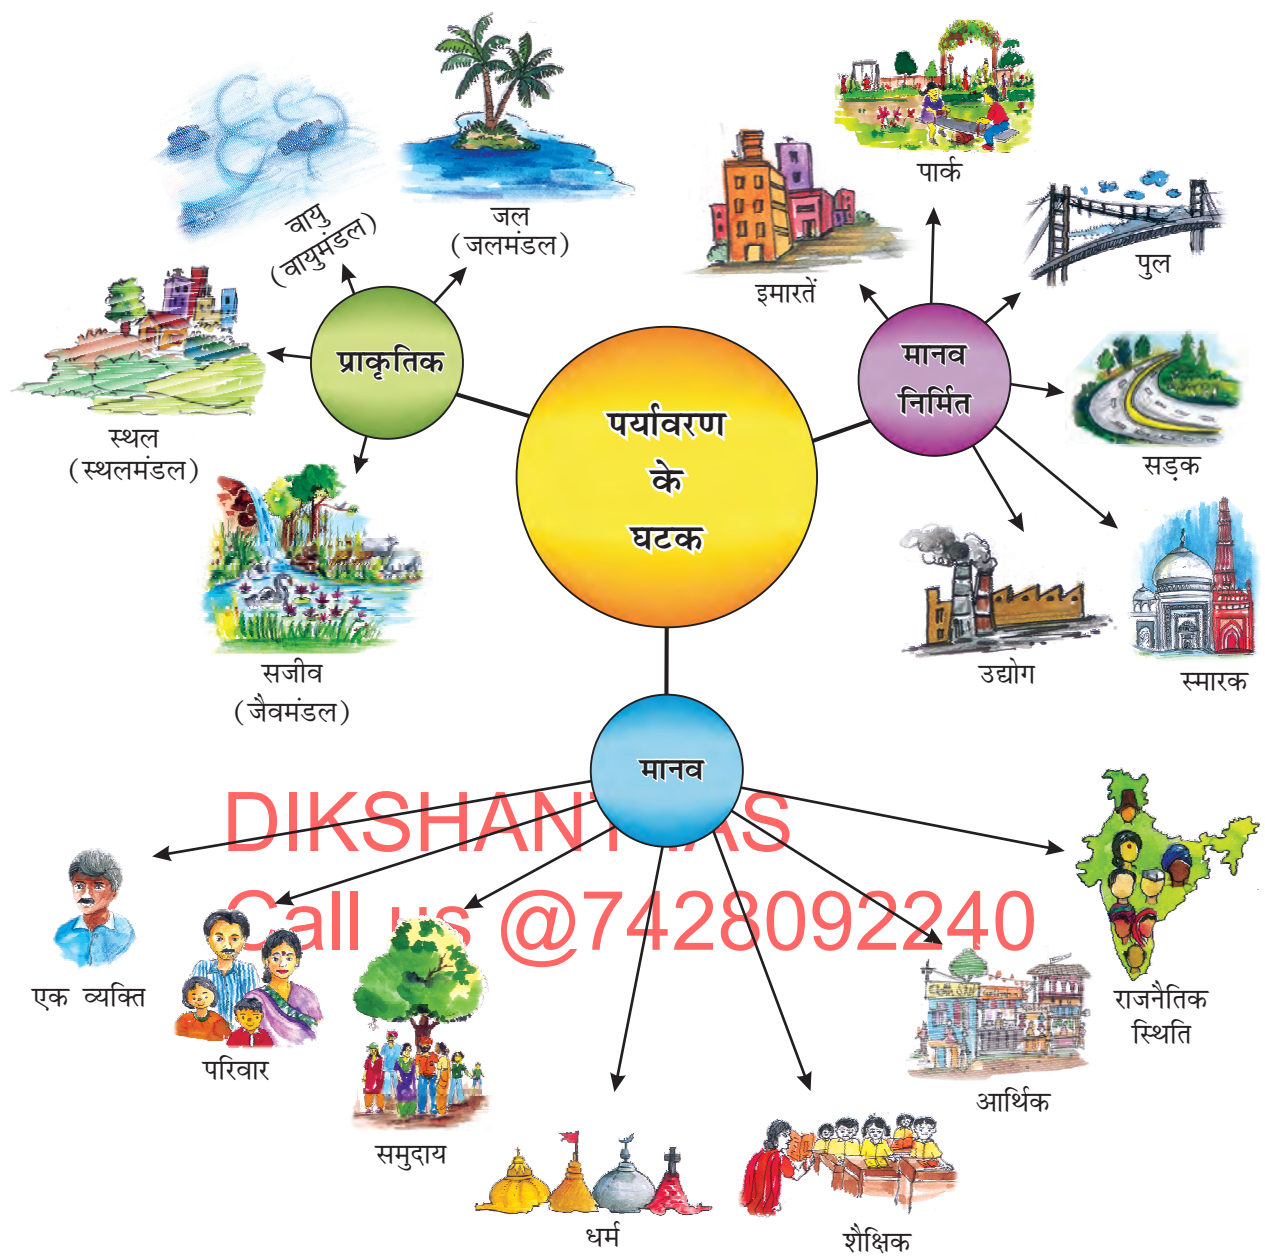 पार्क
वायु
(वायुमंडल)
जल
(जलमंडल)
इमारतें
पुल
प्राकृतिक
मानव
निर्मित
पर्यावरण
के
घटक
स्थल
(स्थलमंडल)
सड़क
सजीव
(जैवमंडल)
उद्योग
स्मारक
मानव
DIKSHANT IAS
Call us @7428092240
एक व्यक्ति
परिवार
समुदाय
धर्म
शैक्षिक
आर्थिक
राजनैतिक
स्थिति